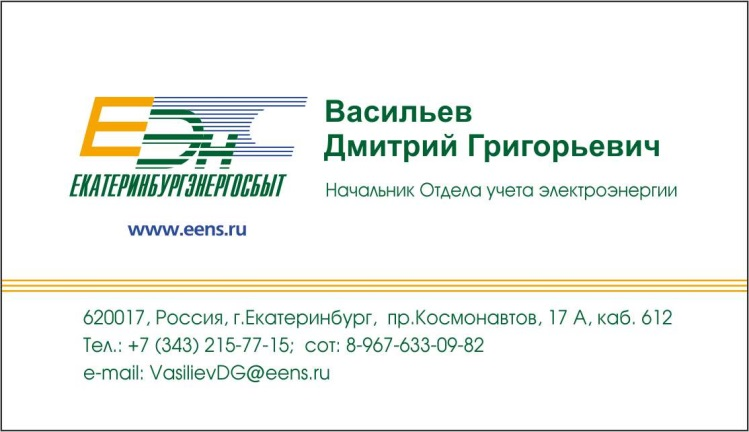 ЕЭнС
ЕКАТЕРИНБУРГЭНЕРГОСБЫТ
www.eens.ru
Васильев
Дмитрий Григорьевич
Начальник Отдела учета электроэнергии
620017, Россия, г.Екатеринбург, пр.Космонавтов, 17 А, каб. 612
Тел.: +7 (343) 215-77-15; сот: 8-967-633-09-82
e-mail: VasilievDG@eens.ru